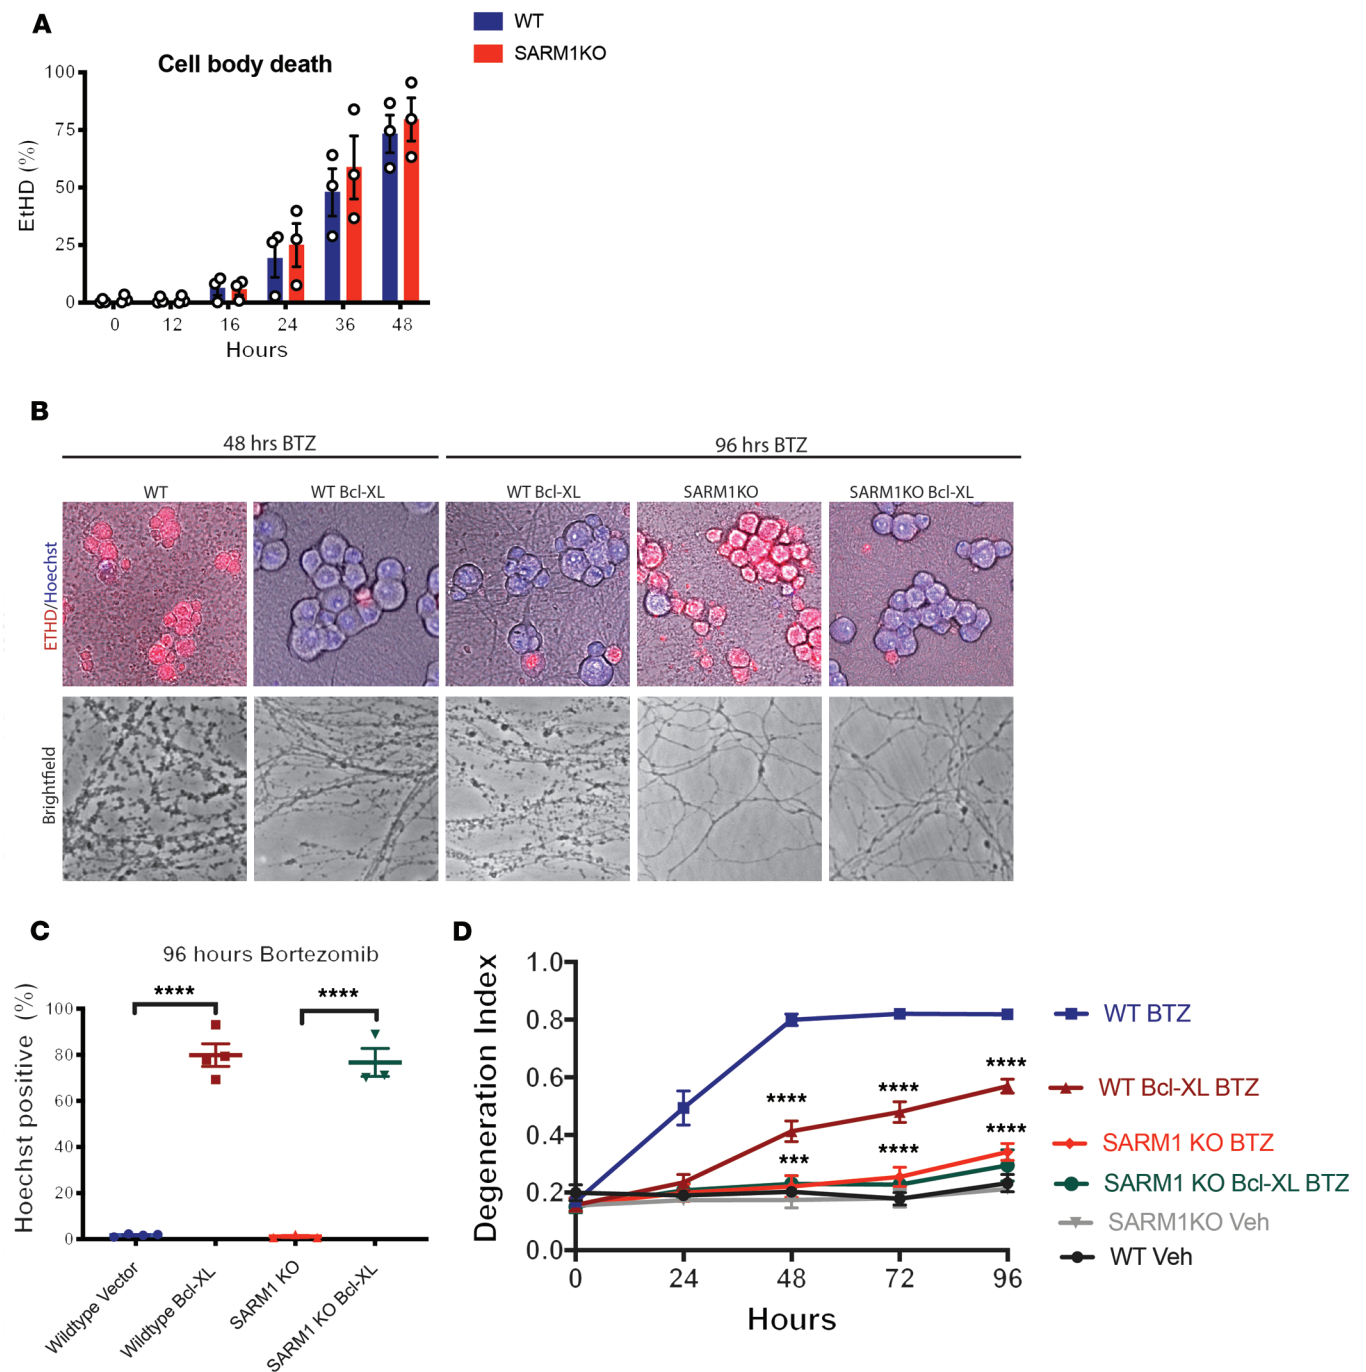 A
WT
SARM1KO
Cell body death
EtHD (%)
100
75
50
25
0
0 12 16 24 36 48
Hours
B
48 hrs BTZ 96 hrs BTZ
WT WT Bcl-XL WT Bcl-XL SARM1KO SARM1KO Bcl-XL
ETHD/Hoechst
Brightfield
C
96 hours Bortezomib
Hoechst positive (%)
100
80
60
40
20
0
**** ****
Wildtype Vector
Wildtype Bcl-XL
SARM1 KO
SARM1 KO Bcl-XL
D
Degeneration Index
1.0
0.8
0.6
0.4
0.2
0.0
**** **** ****
*** **** ****
0 24 48 72 96
Hours
WT BTZ
WT Bcl-XL BTZ
SARM1 KO BTZ
SARM1 KO Bcl-XL BTZ
SARM1KO Veh
WT Veh